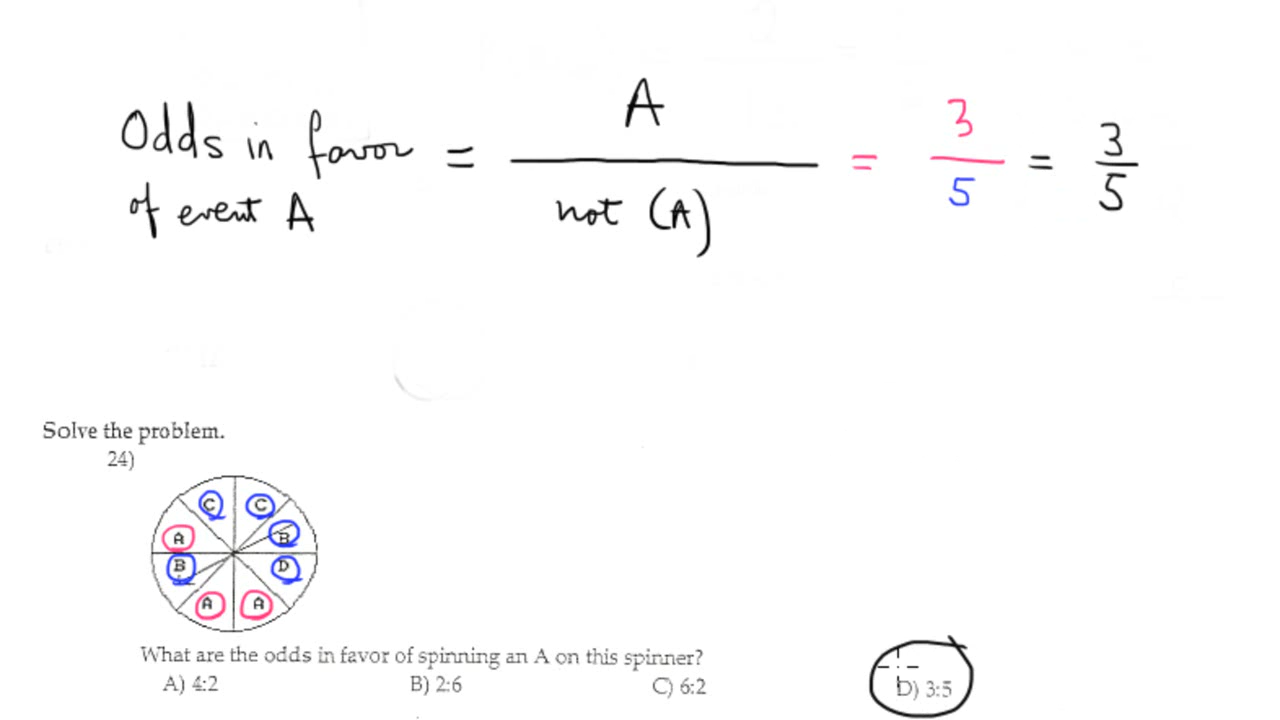 Odds in favor
of event A
=
A
not (A)
=
3
5
=
3
5
Solve the problem.
24)
C C
A B
B D
A A
What are the odds in favor of spinning an A on this spinner?
A) 4:2 B) 2:6 C) 6:2 D) 3:5